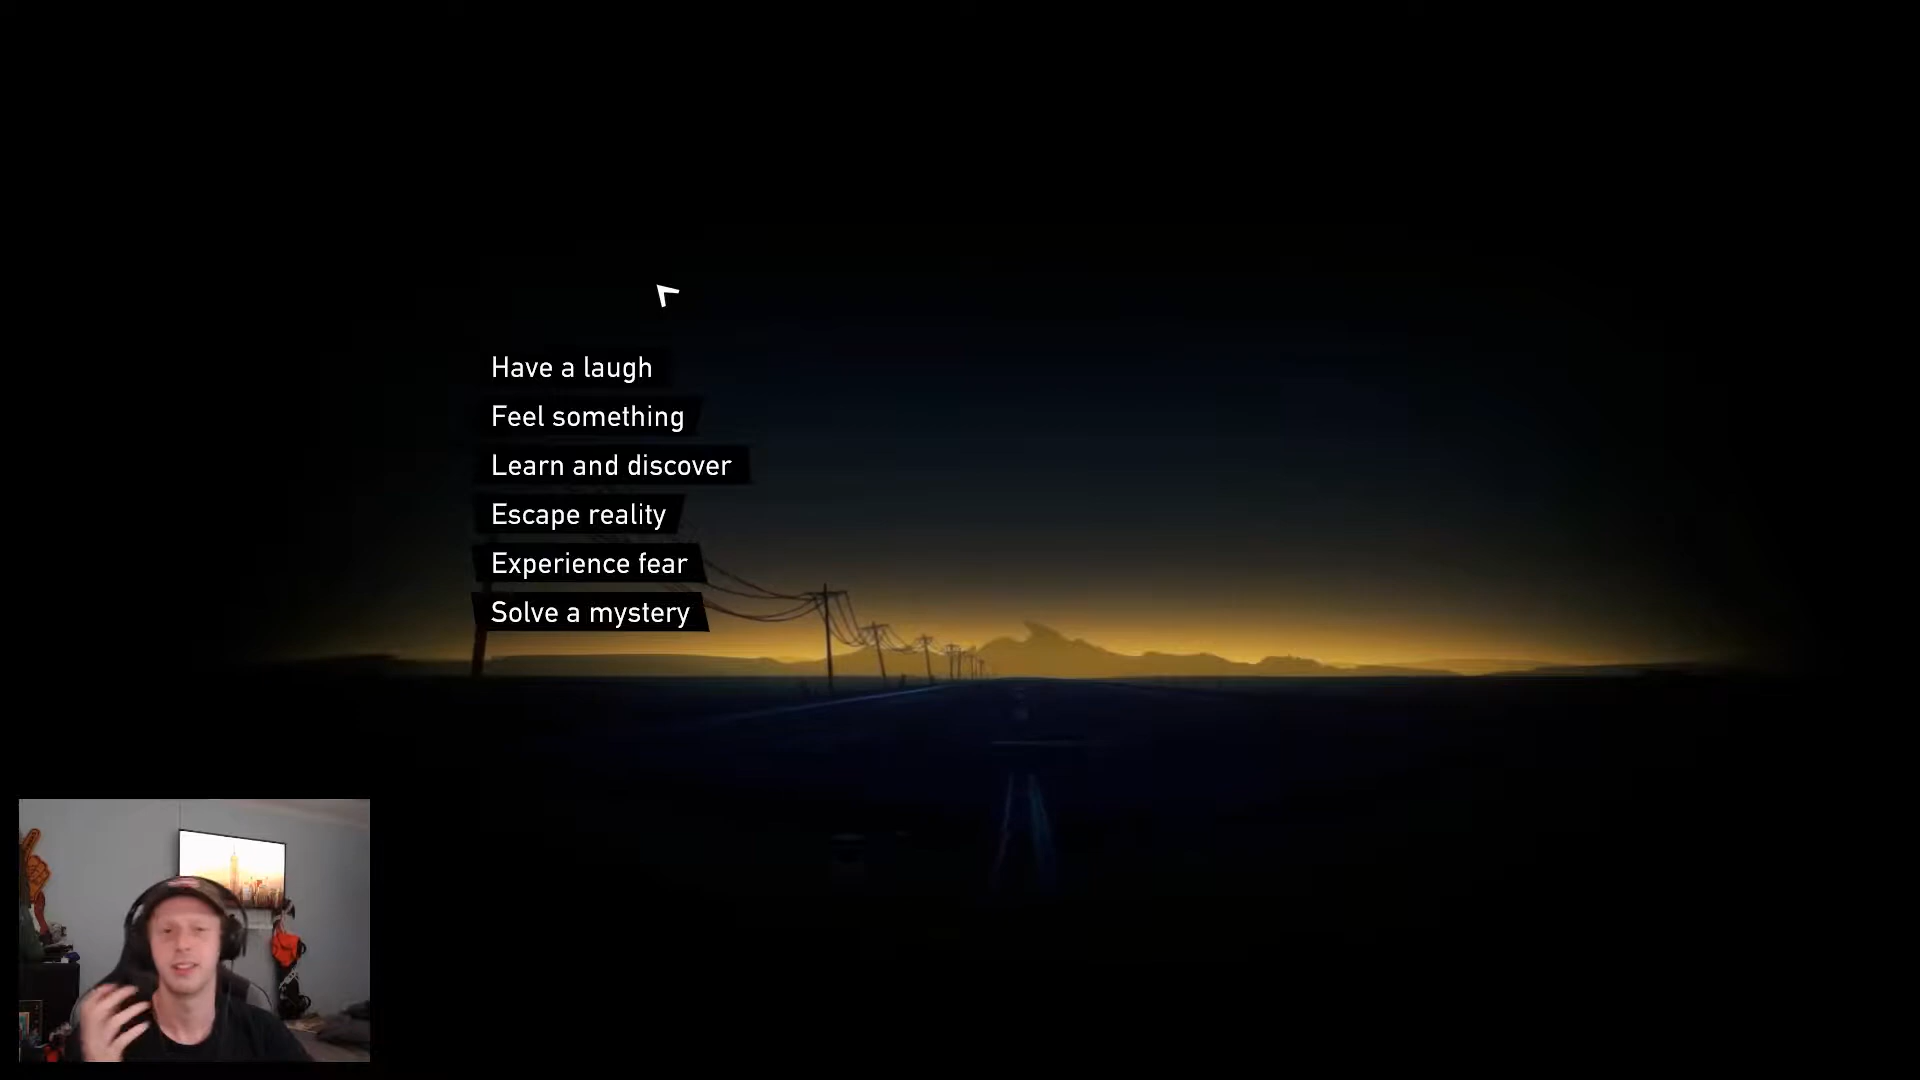 Have a laugh
Feel something
Learn and discover
Escape reality
Experience fear
Solve a mystery